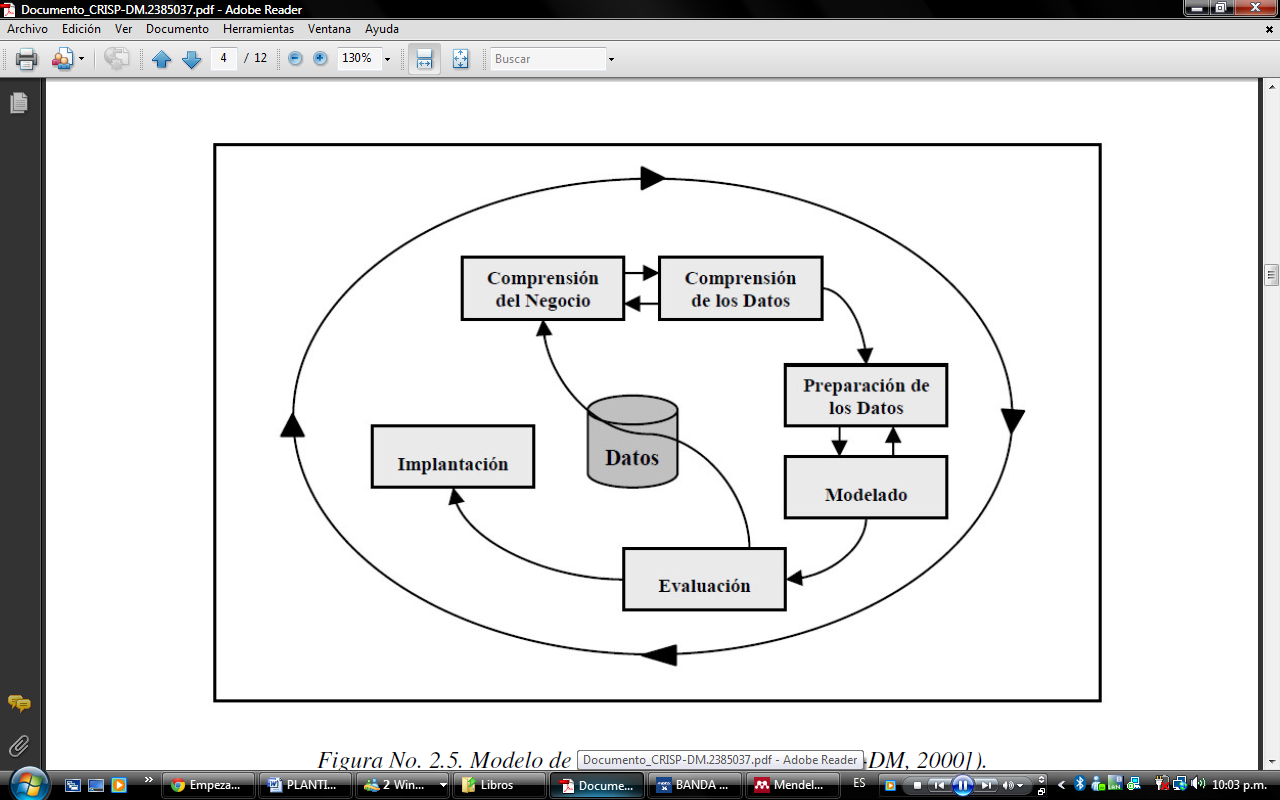 Documento_CRISP-DM.2385037.pdf - Adobe Reader
Archivo Edición Ver Documento Herramientas Ventana Ayuda
4 / 12 130% Buscar
Comprensión
del Negocio
Comprensión
de los Datos
Preparación de
los Datos
Modelado
Evaluación
Implantación
Datos
Figura No. 2.5. Modelo de
Documento_CRISP-DM.2385037.pdf - Adobe Reader
-DM, 2000]).
Empeza... PLANTI... 2 Win... Libros Docume... BANDA ... Mendel... ES 10:03 p.m.